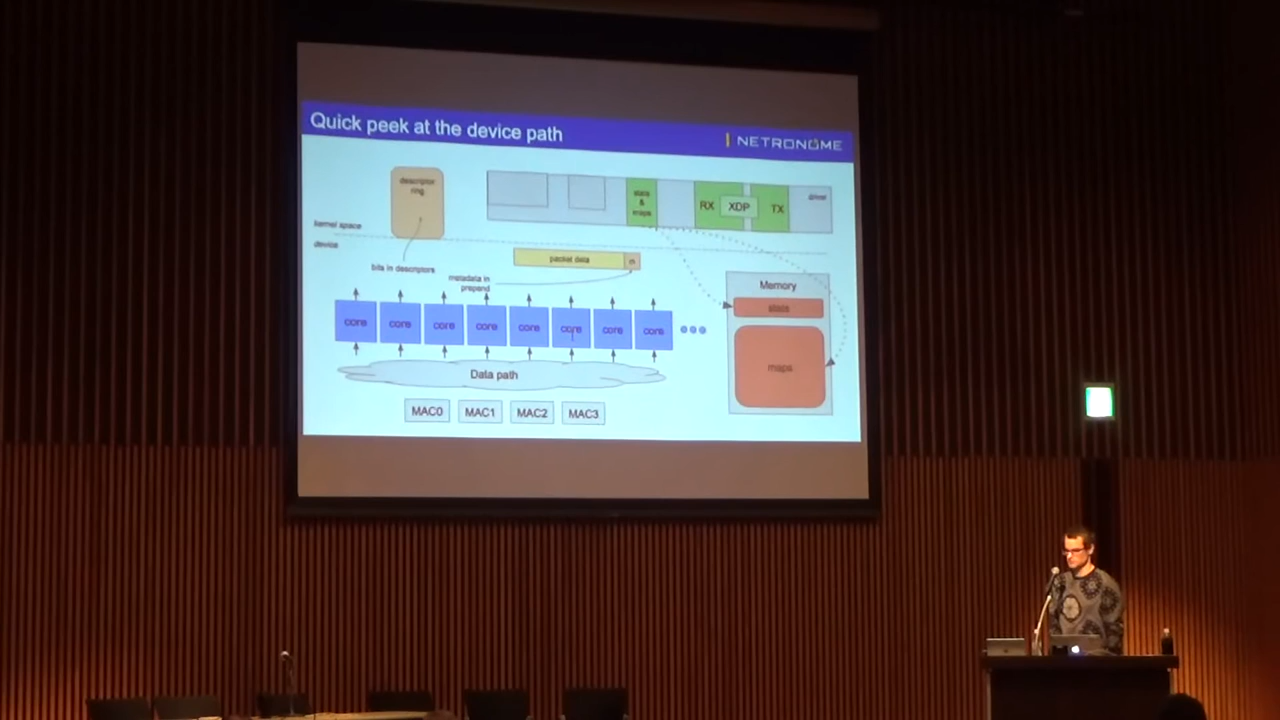 Quick peek at the device path
NETRONOME
descriptor
ring
stats
&
maps
RX
XDP
TX
driver
kernel space
device
packet data
bits in descriptors
metadata in
prepend
Memory
stats
maps
core
core
core
core
core
core
core
core
Data path
MAC0
MAC1
MAC2
MAC3